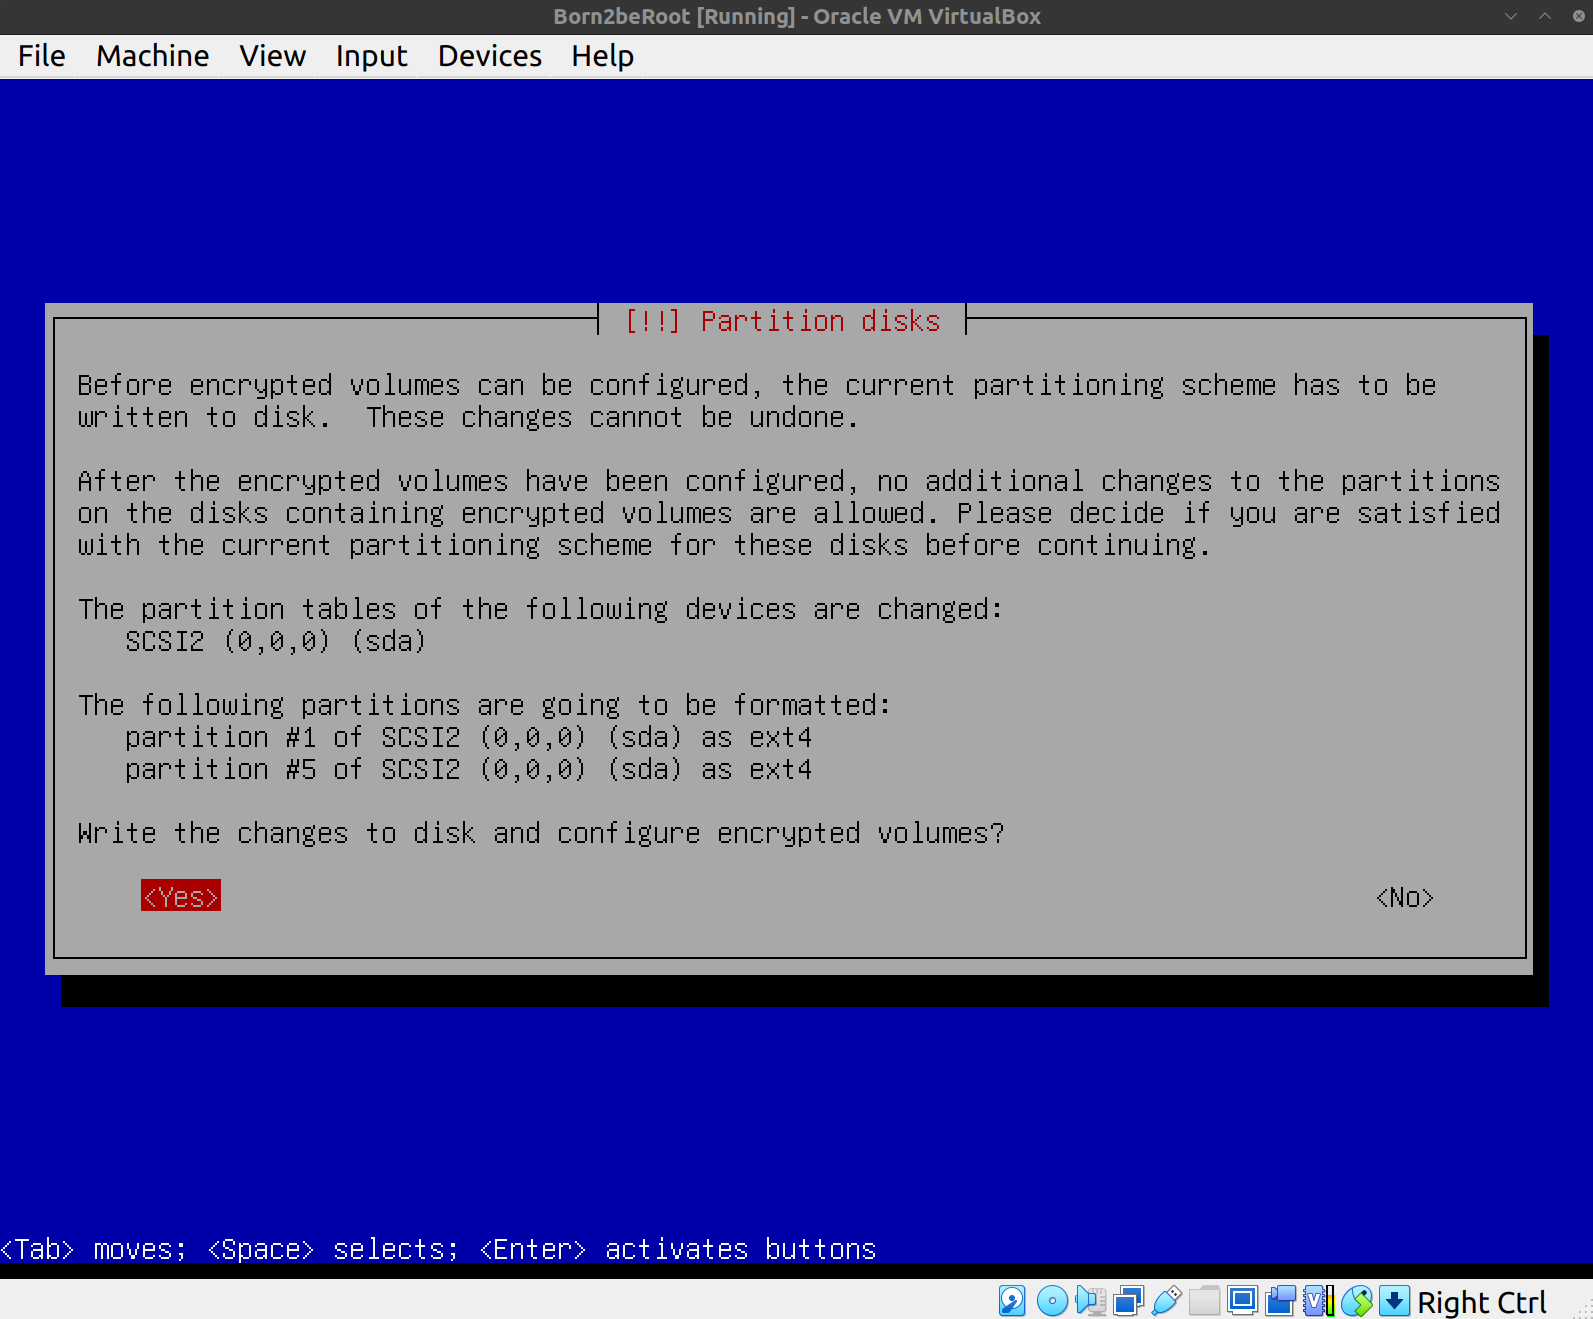 Born2beRoot [Running] - Oracle VM VirtualBox
File Machine View Input Devices Help
[!!] Partition disks
Before encrypted volumes can be configured, the current partitioning scheme has to be
written to disk.  These changes cannot be undone.
After the encrypted volumes have been configured, no additional changes to the partitions
on the disks containing encrypted volumes are allowed. Please decide if you are satisfied
with the current partitioning scheme for these disks before continuing.
The partition tables of the following devices are changed:
SCSI2 (0,0,0) (sda)
The following partitions are going to be formatted:
partition #1 of SCSI2 (0,0,0) (sda) as ext4
partition #5 of SCSI2 (0,0,0) (sda) as ext4
Write the changes to disk and configure encrypted volumes?
<Yes> <No>
<Tab> moves; <Space> selects; <Enter> activates buttons
Right Ctrl